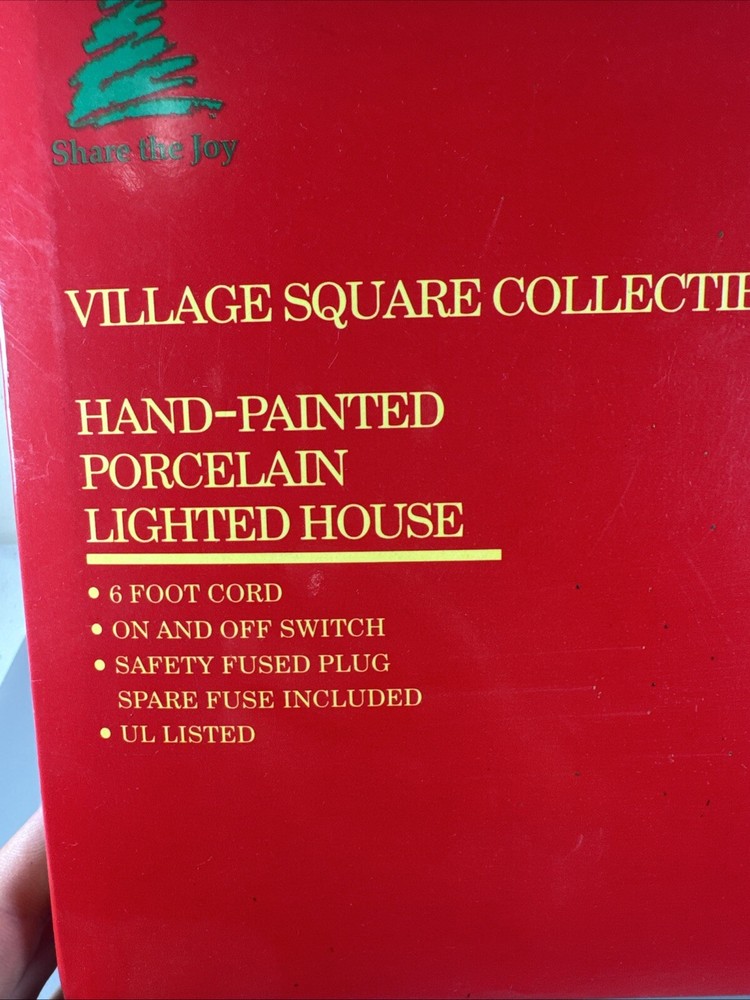 Share the Joy
VILLAGE SQUARE COLLECTI
HAND-PAINTED
PORCELAIN
LIGHTED HOUSE
• 6 FOOT CORD
• ON AND OFF SWITCH
• SAFETY FUSED PLUG
SPARE FUSE INCLUDED
• UL LISTED